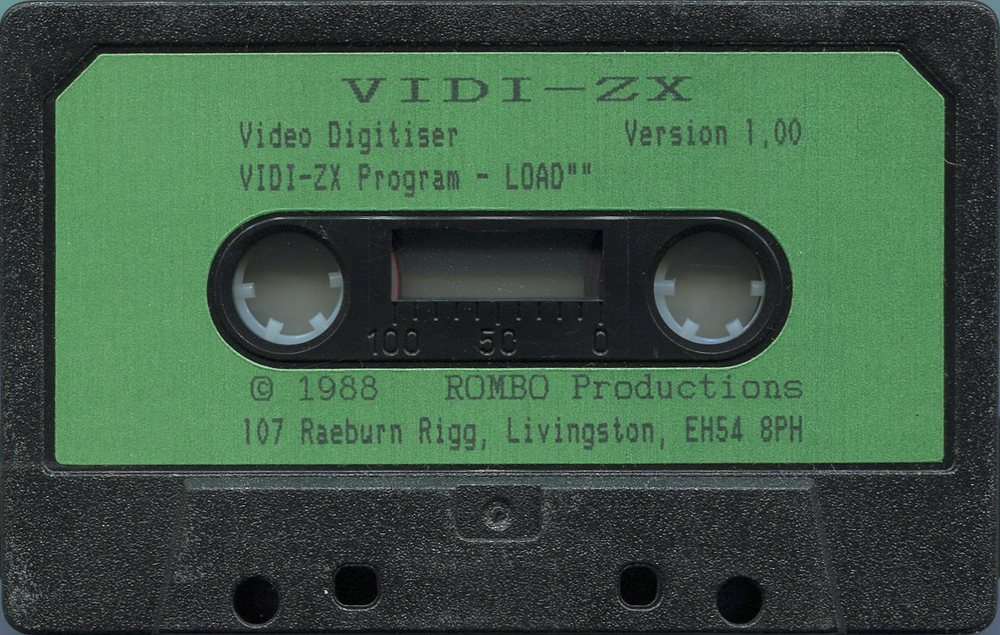 VIDI-ZX
Video Digitiser Version 1,00
VIDI-ZX Program - LOAD""
100 50 0
© 1988 ROMBO Productions
107 Raeburn Rigg, Livingston, EH54 8PH